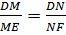 DM/ME = DN/NF